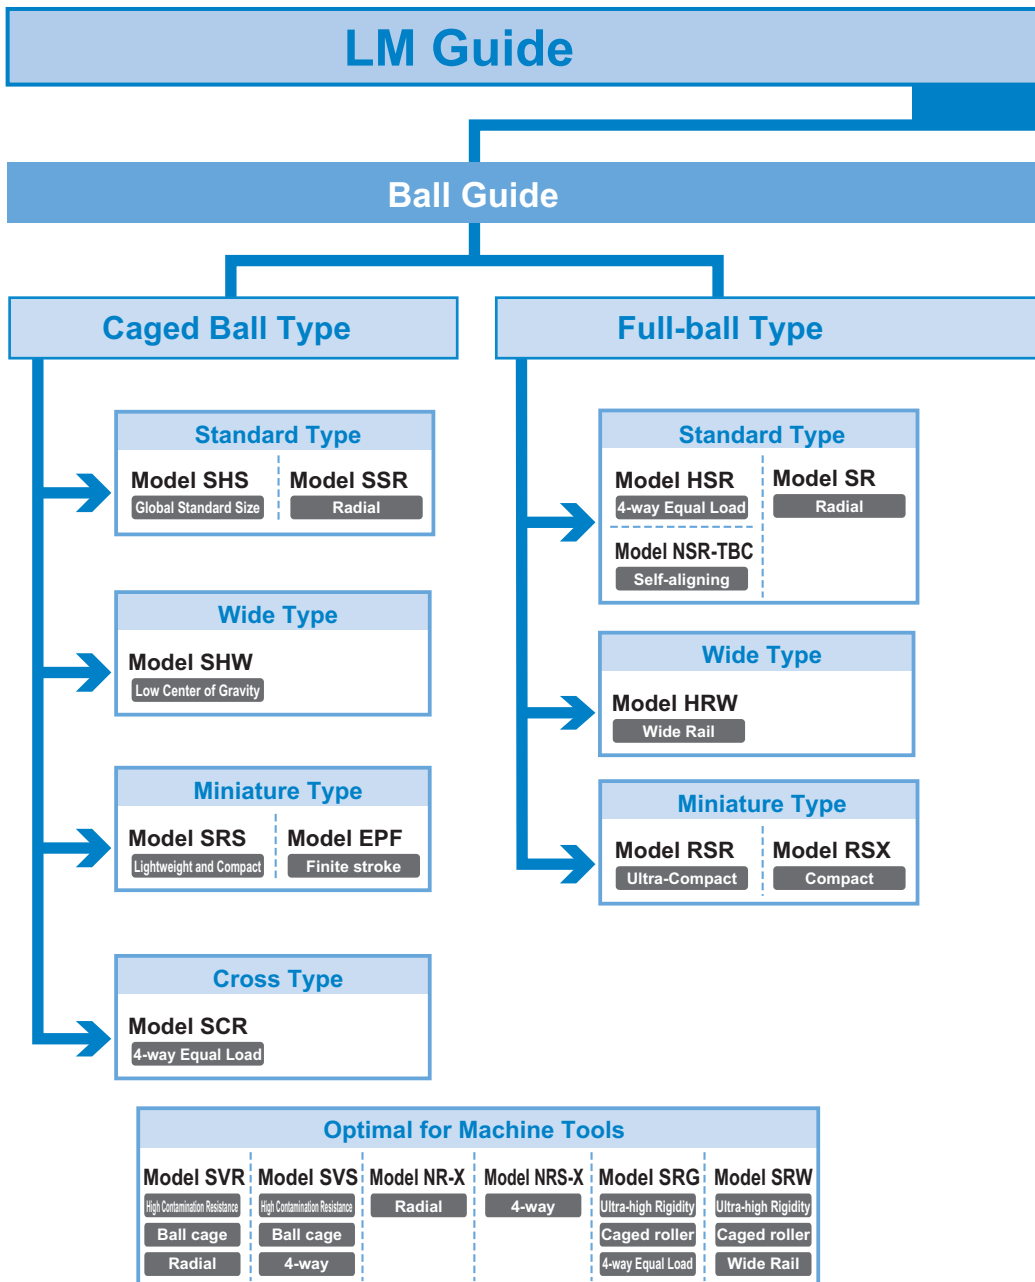 LM Guide
Ball Guide
Caged Ball Type
Standard Type
Model SHS
Global Standard Size
Model SSR
Radial
Wide Type
Model SHW
Low Center of Gravity
Miniature Type
Model SRS
Lightweight and Compact
Model EPF
Finite stroke
Cross Type
Model SCR
4-way Equal Load
Full-ball Type
Standard Type
Model HSR
4-way Equal Load
Model NSR-TBC
Self-aligning
Model SR
Radial
Wide Type
Model HRW
Wide Rail
Miniature Type
Model RSR
Ultra-Compact
Model RSX
Compact
Optimal for Machine Tools
Model SVR
High Contamination Resistance
Ball cage
Radial
Model SVS
High Contamination Resistance
Ball cage
4-way
Model NR-X
Radial
Model NRS-X
4-way
Model SRG
Ultra-high Rigidity
Caged roller
4-way Equal Load
Model SRW
Ultra-high Rigidity
Caged roller
Wide Rail